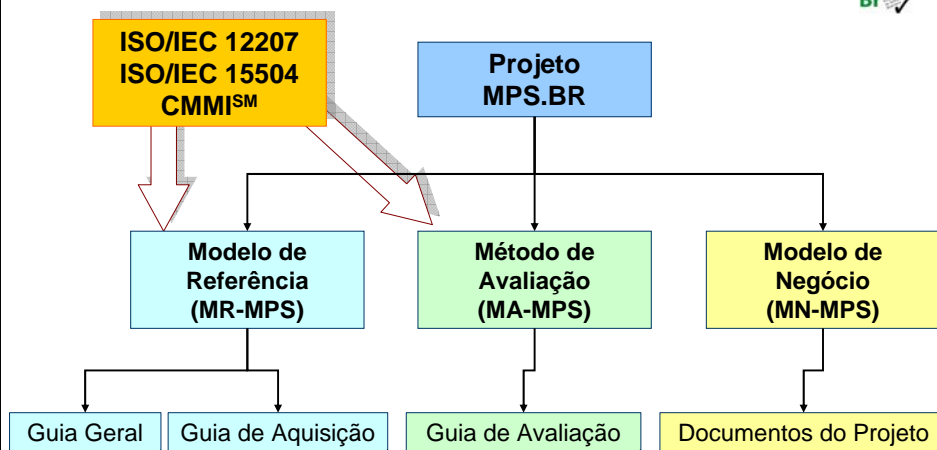 BI
ISO/IEC 12207
ISO/IEC 15504
CMMISM
Projeto
MPS.BR
Modelo de
Referência
(MR-MPS)
Método de
Avaliação
(MA-MPS)
Modelo de
Negócio
(MN-MPS)
Guia Geral
Guia de Aquisição
Guia de Avaliação
Documentos do Projeto